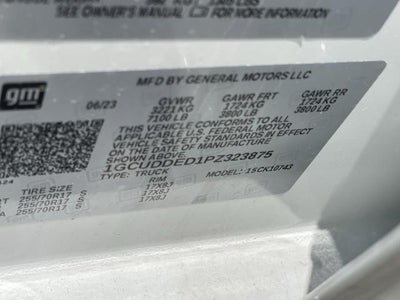 SEE OWNER'S MANUAL FOR MORE INFORMATION
gm
MFD BY GENERAL MOTORS LLC
06/23 GVWR GAWR FRT GAWR RR
3221 KG 1724 KG 1724 KG
7100 LB 3800 LB 3800 LB
THIS VEHICLE CONFORMS TO ALL
APPLICABLE U.S. FEDERAL MOTOR
VEHICLE SAFETY STANDARDS IN EFFECT
ON THE DATE OF MANUFACTURE SHOWN
ABOVE.
1GCUDDED1PZ323875
TYPE: TRUCK MODEL: 15CK10743
TIRE SIZE RIM
RT 255/70R17 S 17X8J
255/70R17 S 17X8J
A 255/70R17 S 17X8J